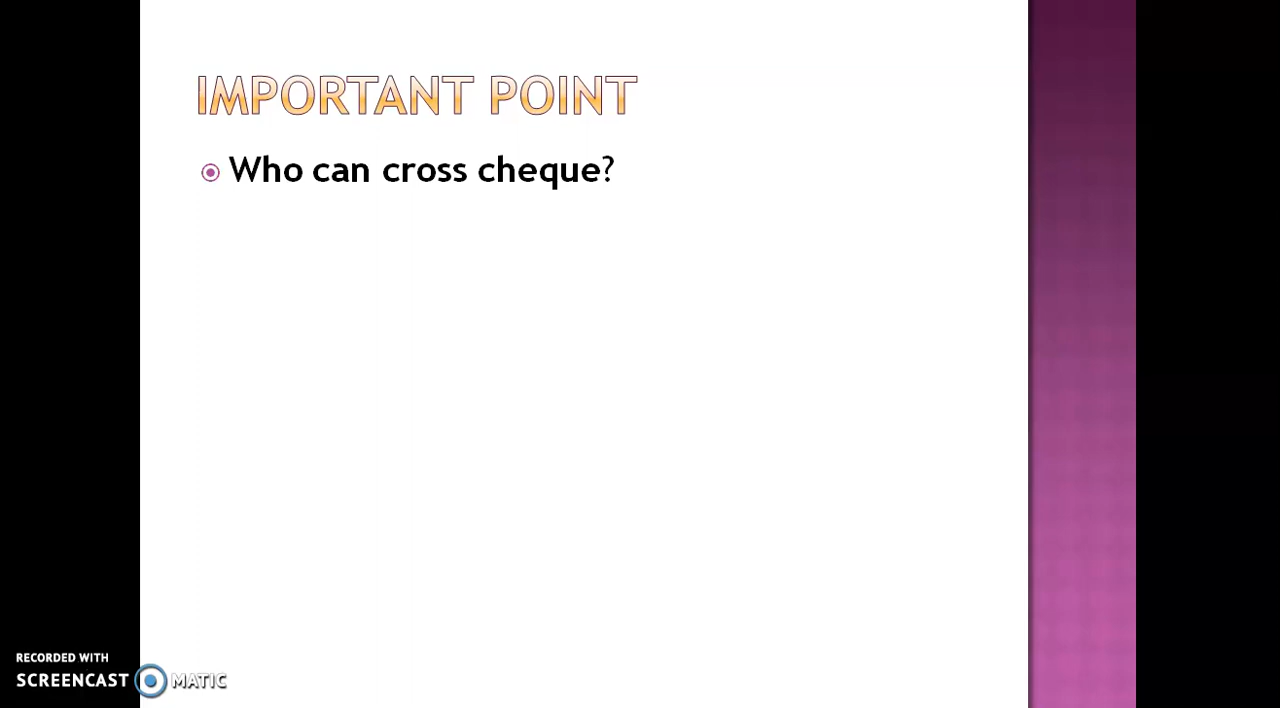 IMPORTANT POINT
Who can cross cheque?
RECORDED WITH
SCREENCAST MATIC